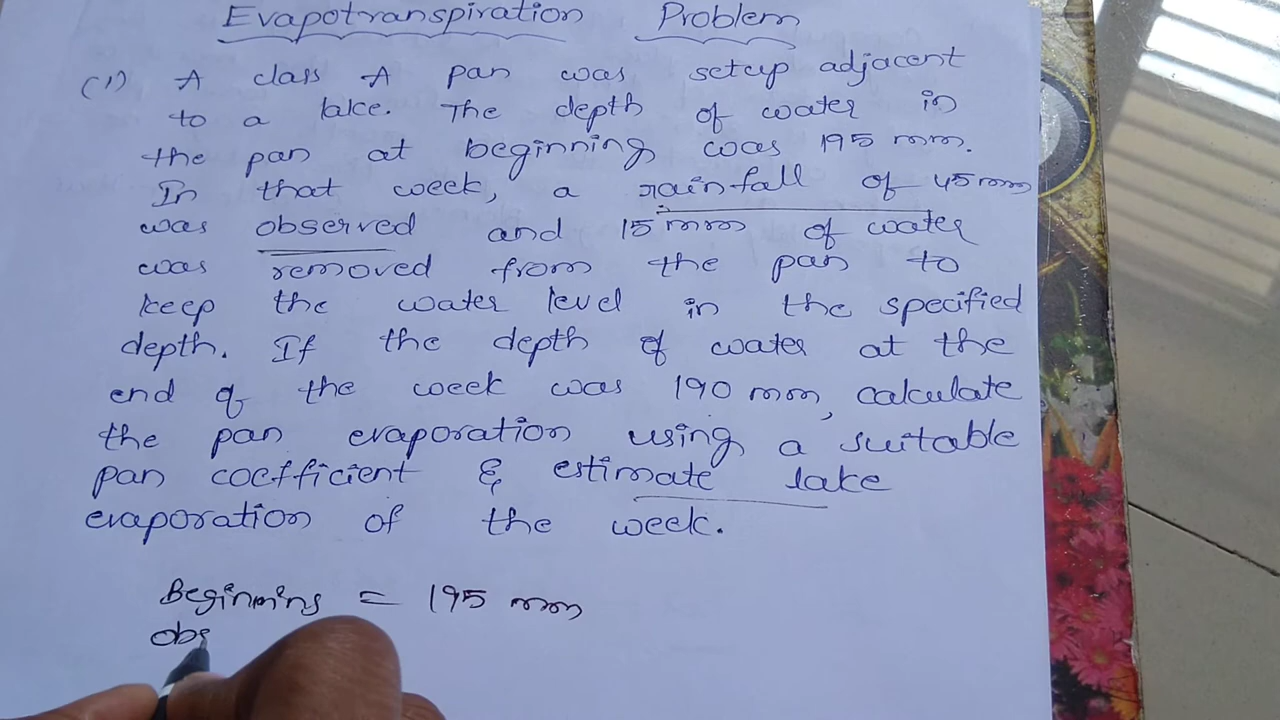 Evapotranspiration Problem
(1) A class A pan was setup adjacent
to a lake. The depth of water in
the pan at beginning was 195 mm.
In that week, a rainfall of 45mm
was observed and 15 mm of water
was removed from the pan to
keep the water level in the specified
depth. If the depth of water at the
end of the week was 190 mm, calculate
the pan evaporation using a suitable
pan coefficient & estimate lake
evaporation of the week.
Beginning = 195 mm
obs